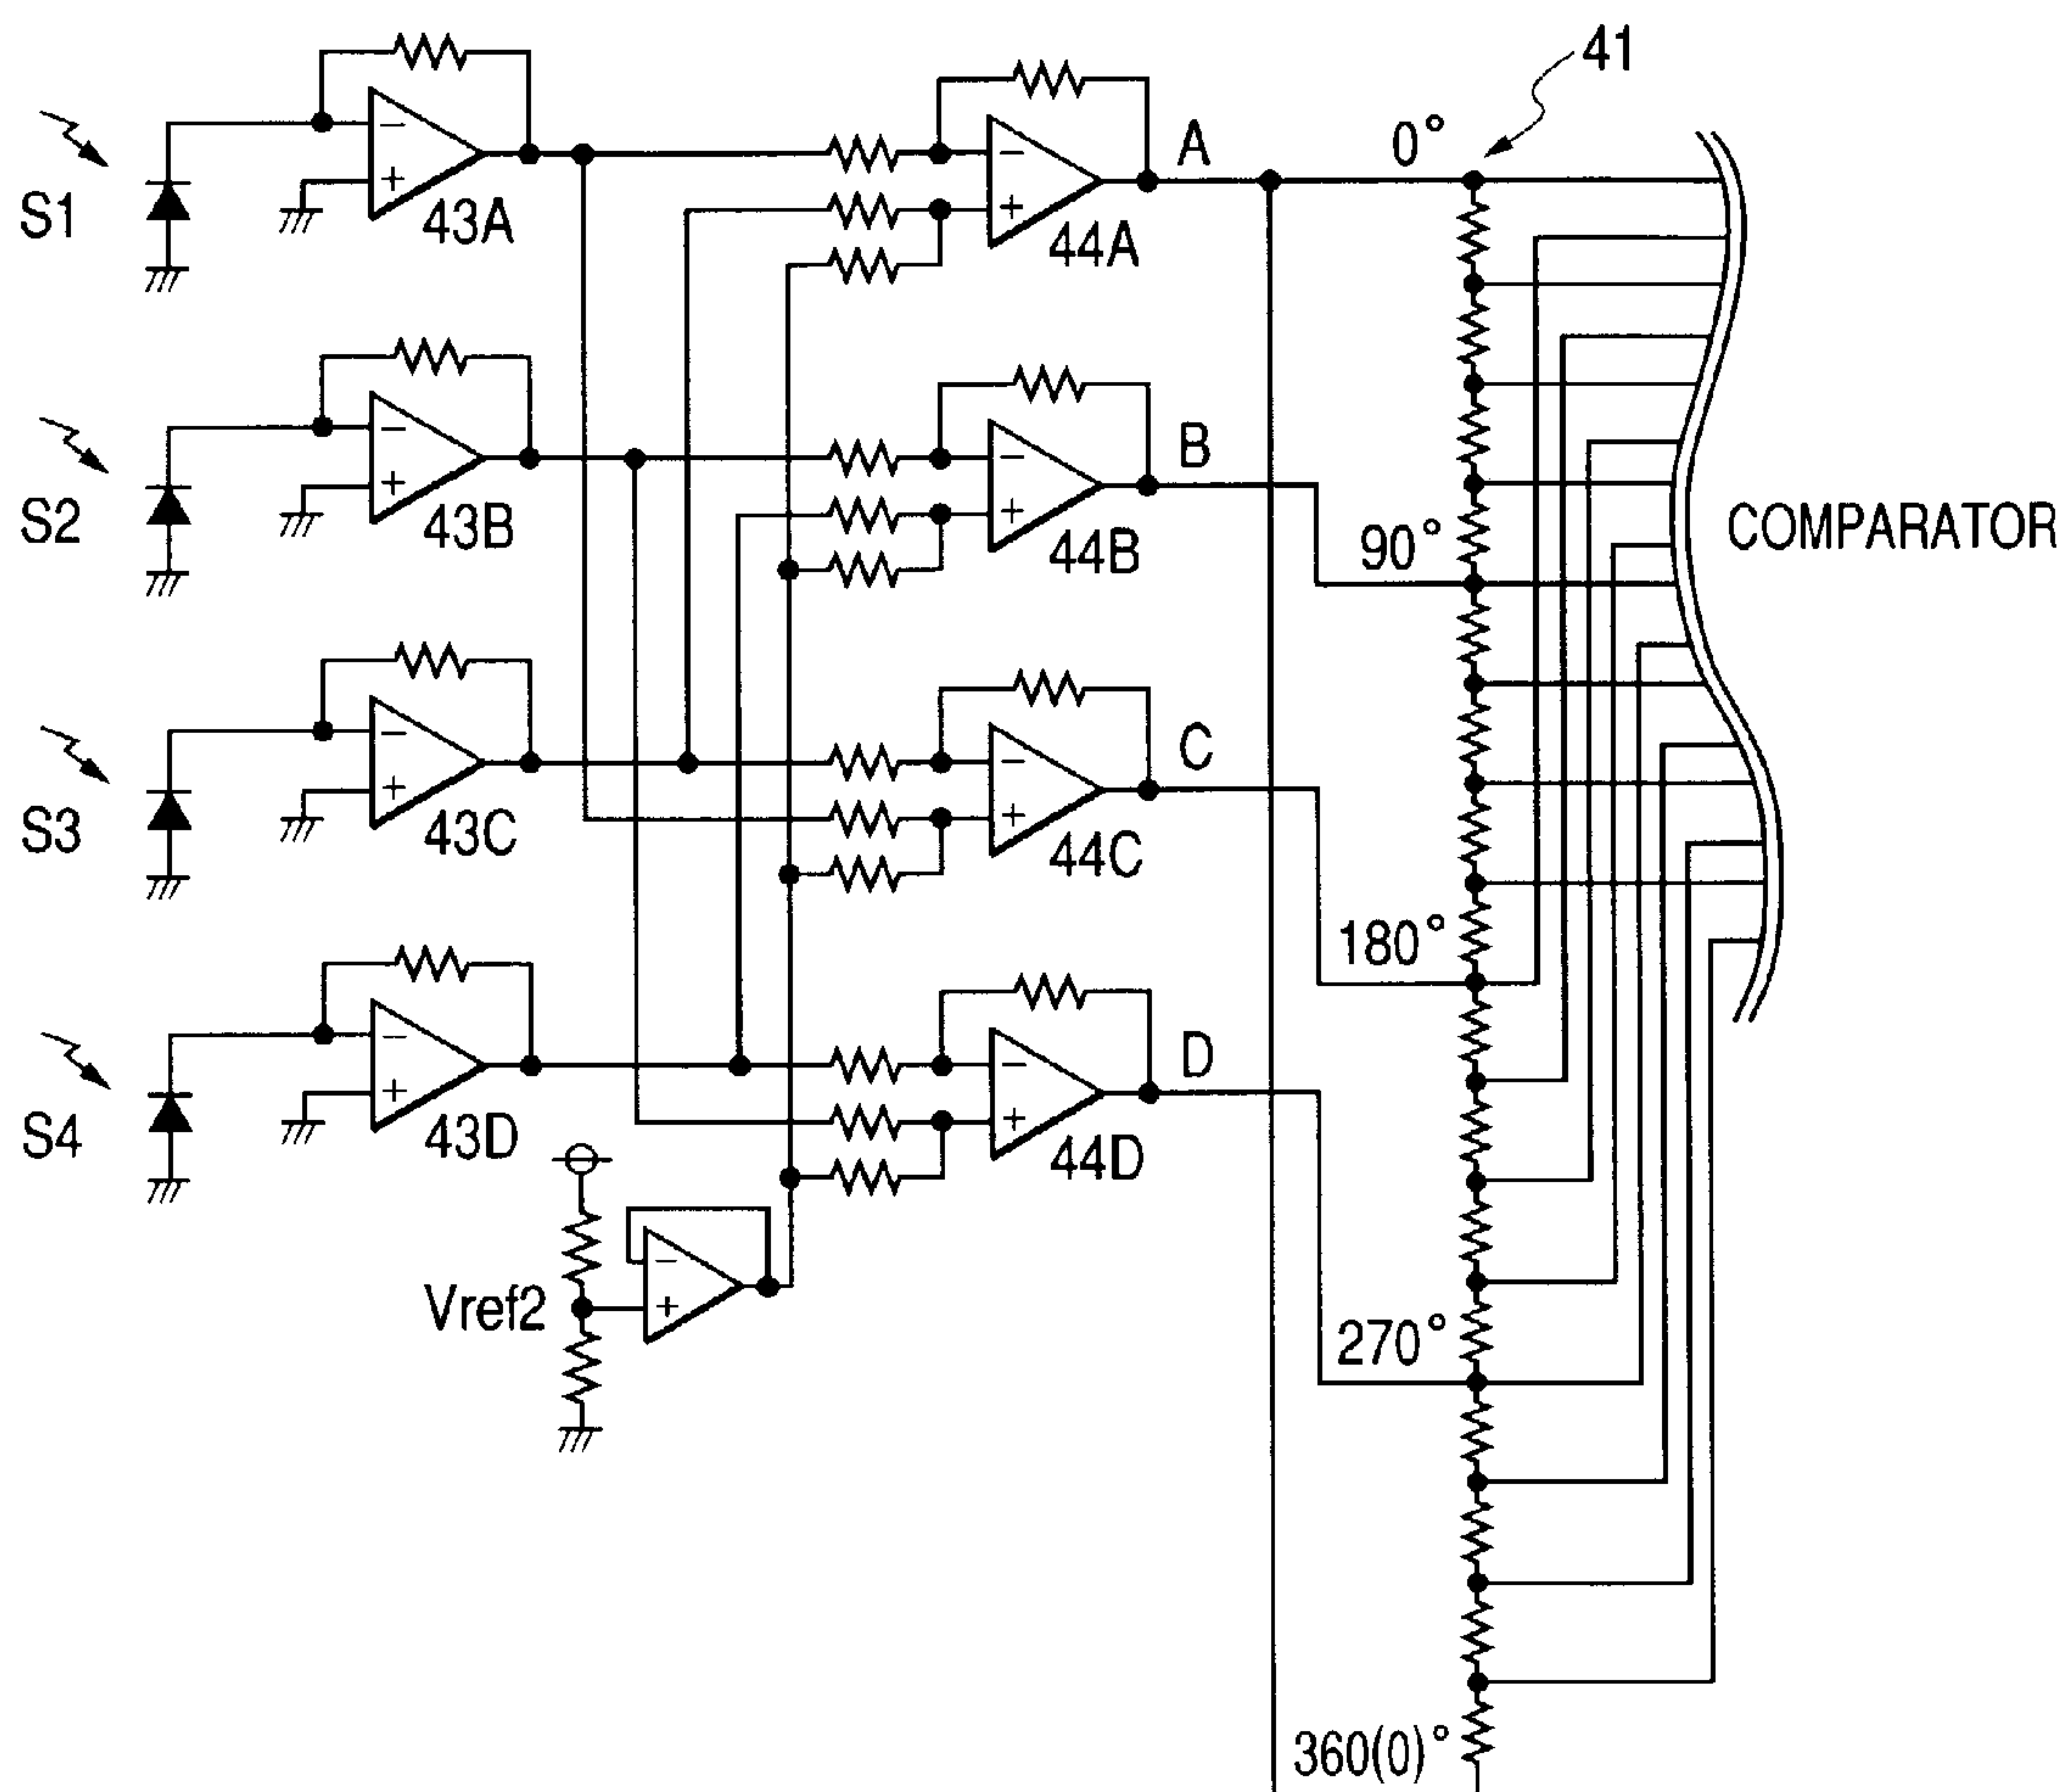 41
A
0°
S1
43A
44A
B
S2
43B
44B
90°
COMPARATOR
C
S3
43C
44C
180°
D
S4
43D
44D
Vref2
270°
360(0)°